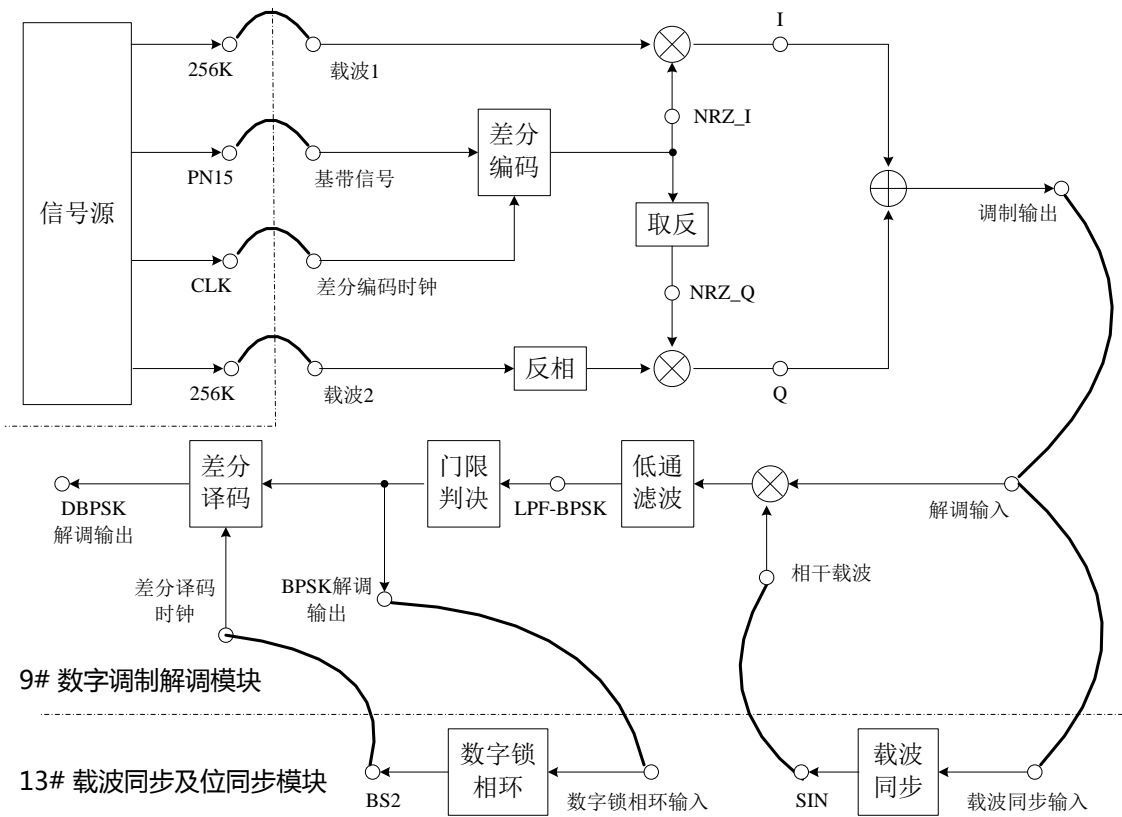 信号源
256K
载波1
I
NRZ_I
PN15
基带信号
差分
编码
取反
调制输出
CLK
差分编码时钟
NRZ_Q
256K
载波2
反相
Q
DBPSK
解调输出
差分
译码
门限
判决
LPF-BPSK
低通
滤波
解调输入
差分译码
时钟
BPSK解调
输出
相干载波
9# 数字调制解调模块
13# 载波同步及位同步模块
BS2
数字锁
相环
数字锁相环输入
SIN
载波
同步
载波同步输入